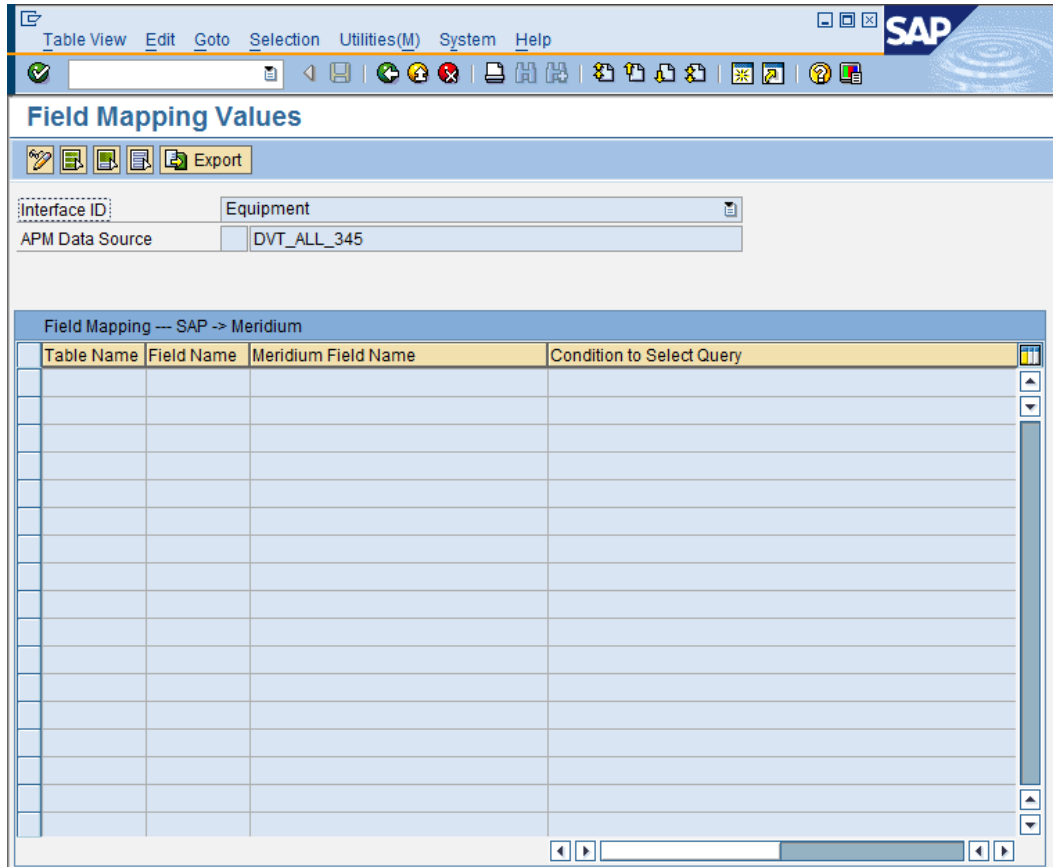 Table View Edit Goto Selection Utilities(M) System Help
SAP
Field Mapping Values
Export
Interface ID: Equipment
APM Data Source DVT_ALL_345
Field Mapping --- SAP -> Meridium
Table Name Field Name Meridium Field Name Condition to Select Query